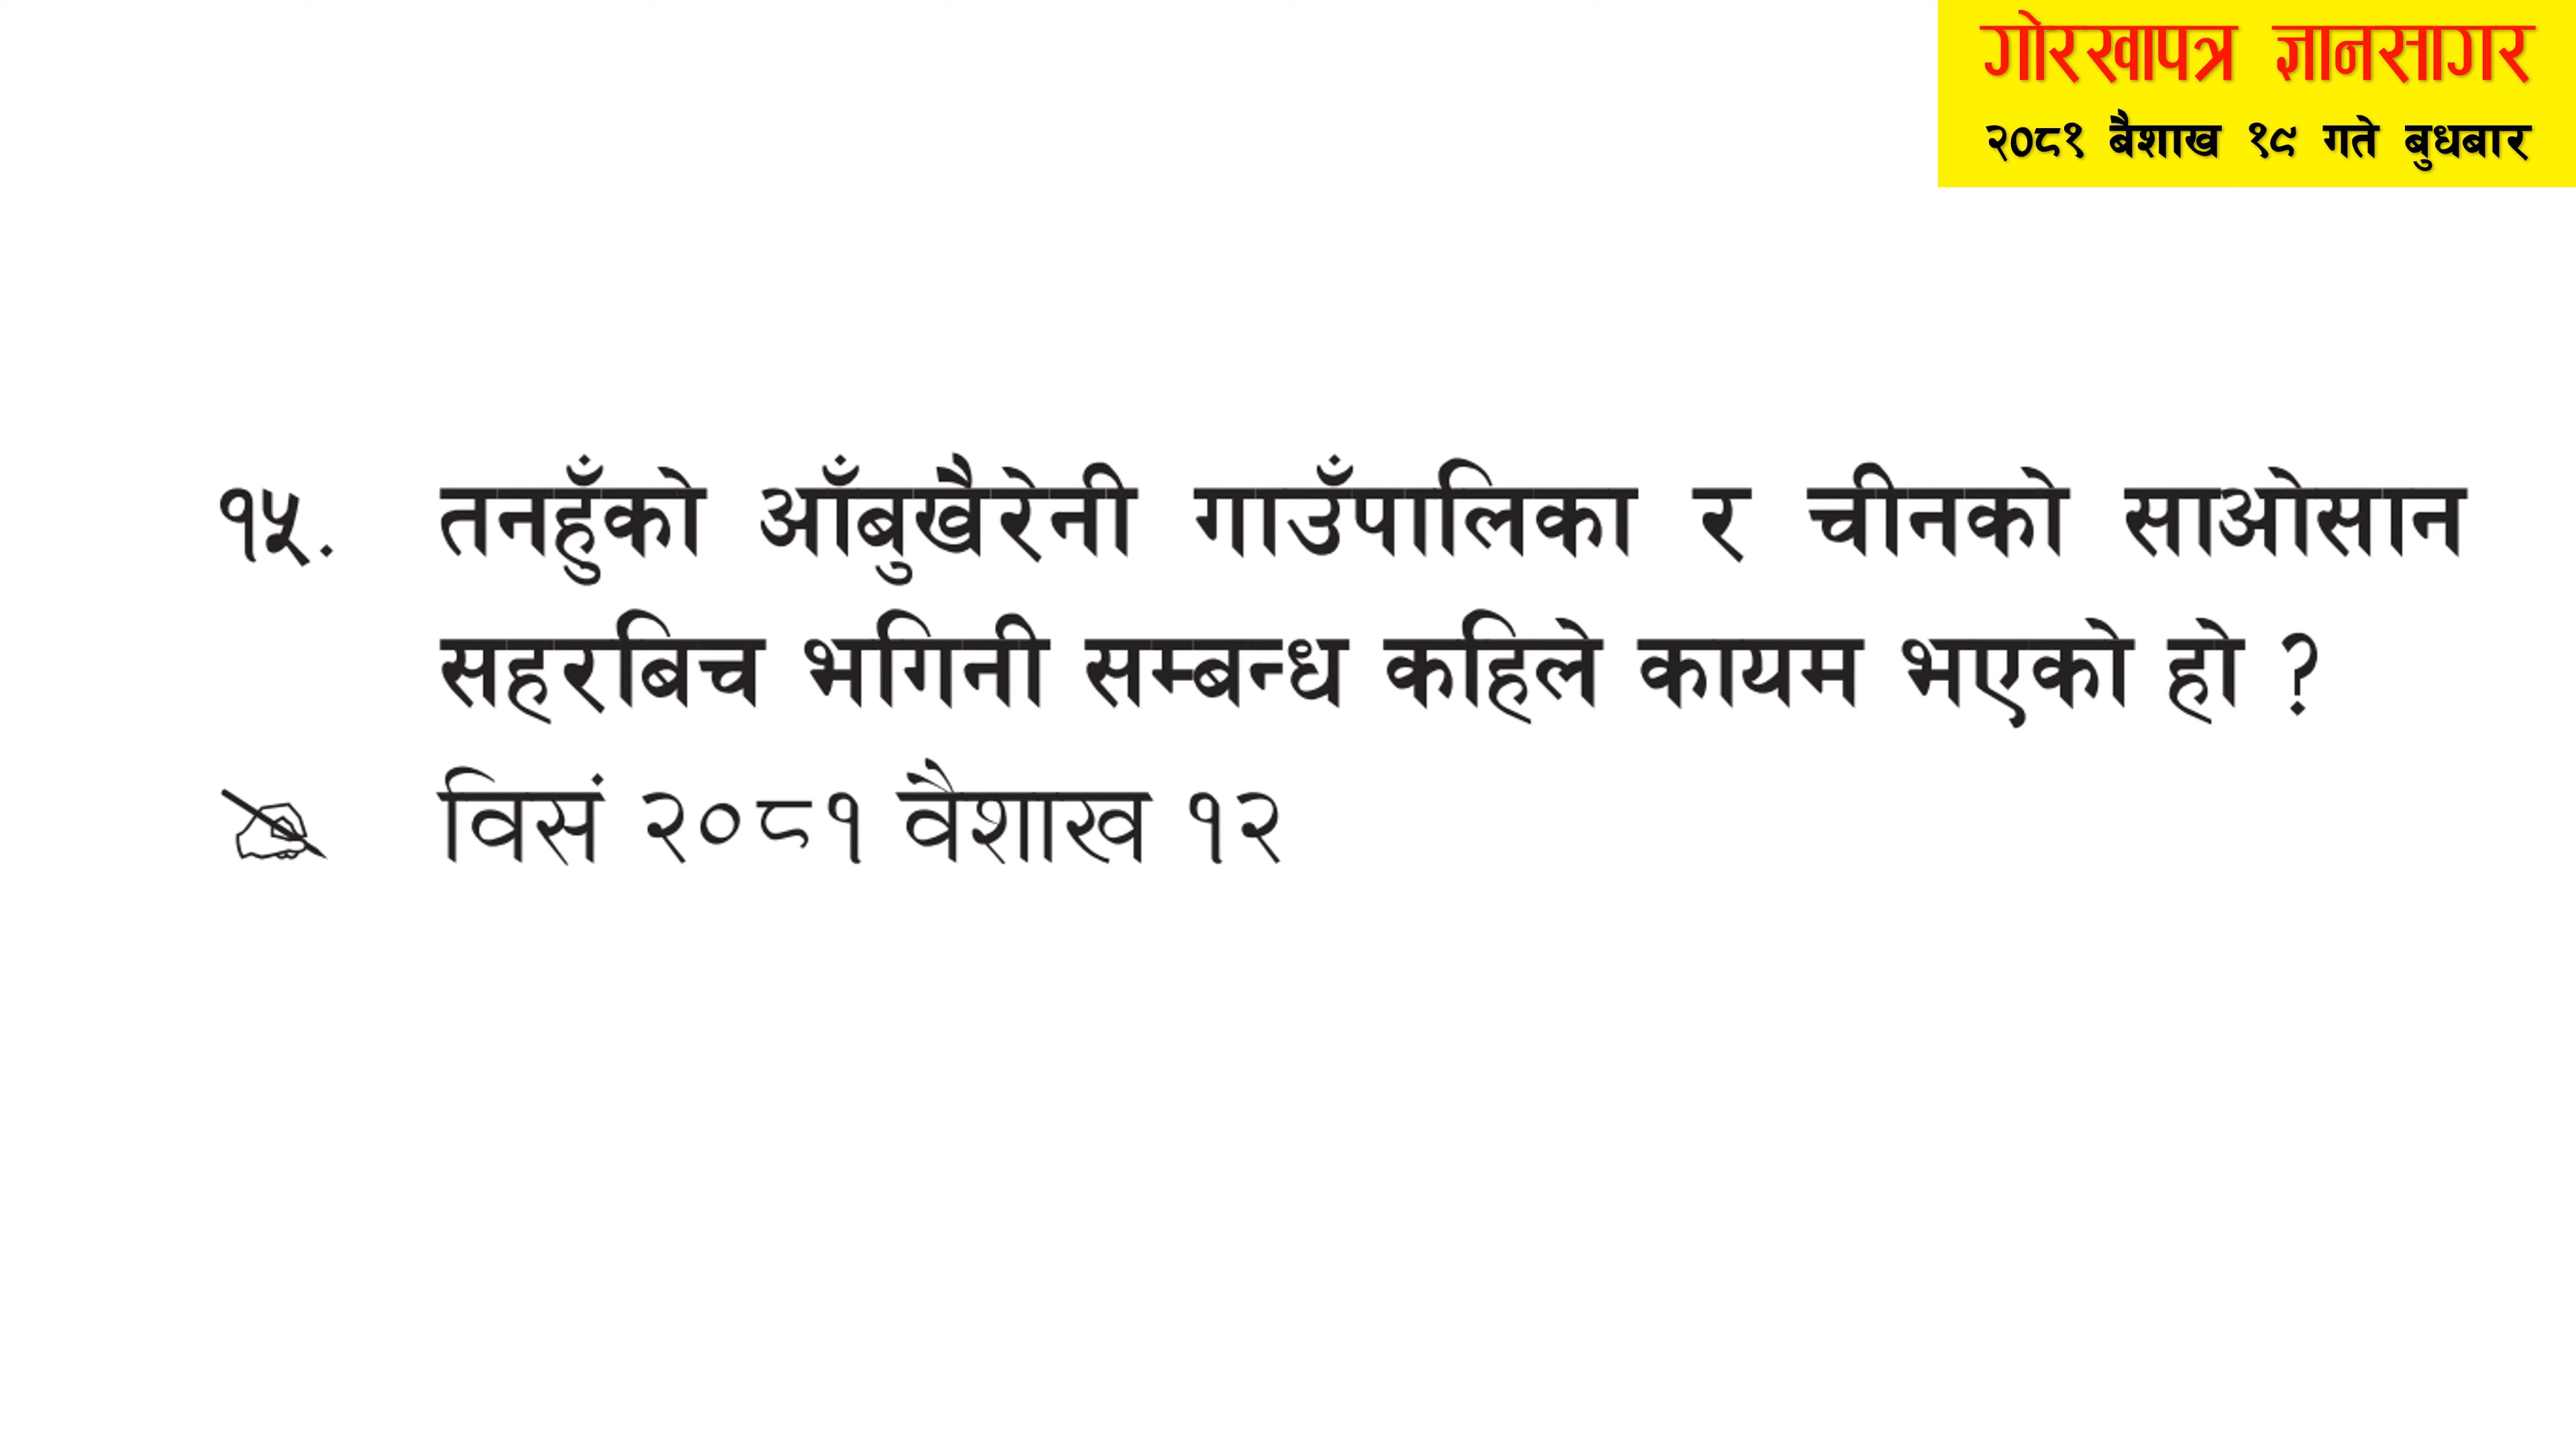 गोरखापत्र ज्ञानसागर
२०८१ बैशाख १९ गते बुधबार
१५. तनहुँको आँबुखैरेनी गाउँपालिका र चीनको साओसान
सहरबिच भगिनी सम्बन्ध कहिले कायम भएको हो ?
विसं २०८१ वैशाख १२